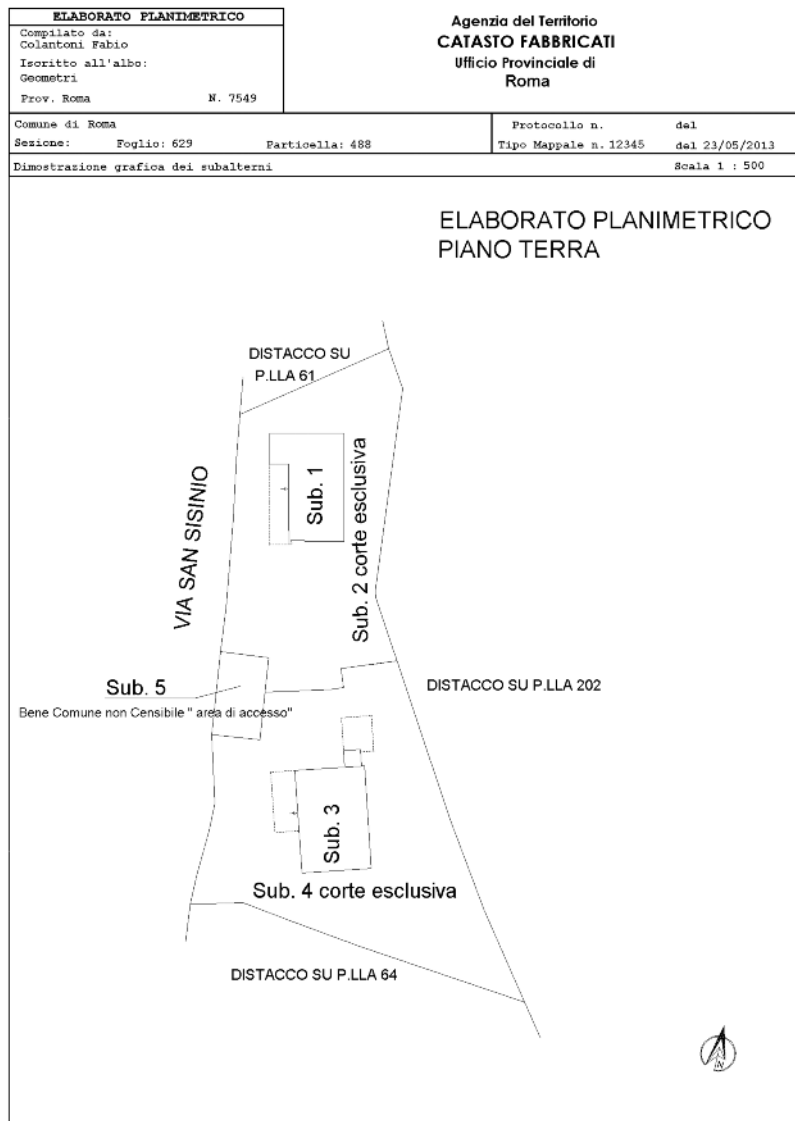 ELABORATO PLANIMETRICO
Compilato da:
Colantoni Fabio
Iscritto all'albo:
Geometri
Prov. Roma N. 7549
Agenzia del Territorio
CATASTO FABBRICATI
Ufficio Provinciale di
Roma
Comune di Roma
Sezione: Foglio: 629 Particella: 488
Protocollo n. del
Tipo Mappale n. 12345 del 23/05/2013
Dimostrazione grafica dei subalterni Scala 1 : 500
ELABORATO PLANIMETRICO
PIANO TERRA
DISTACCO SU
P.LLA 61
VIA SAN SISINIO
Sub. 1
Sub. 2 corte esclusiva
Sub. 5
Bene Comune non Censibile " area di accesso"
DISTACCO SU P.LLA 202
Sub. 3
Sub. 4 corte esclusiva
DISTACCO SU P.LLA 64
N